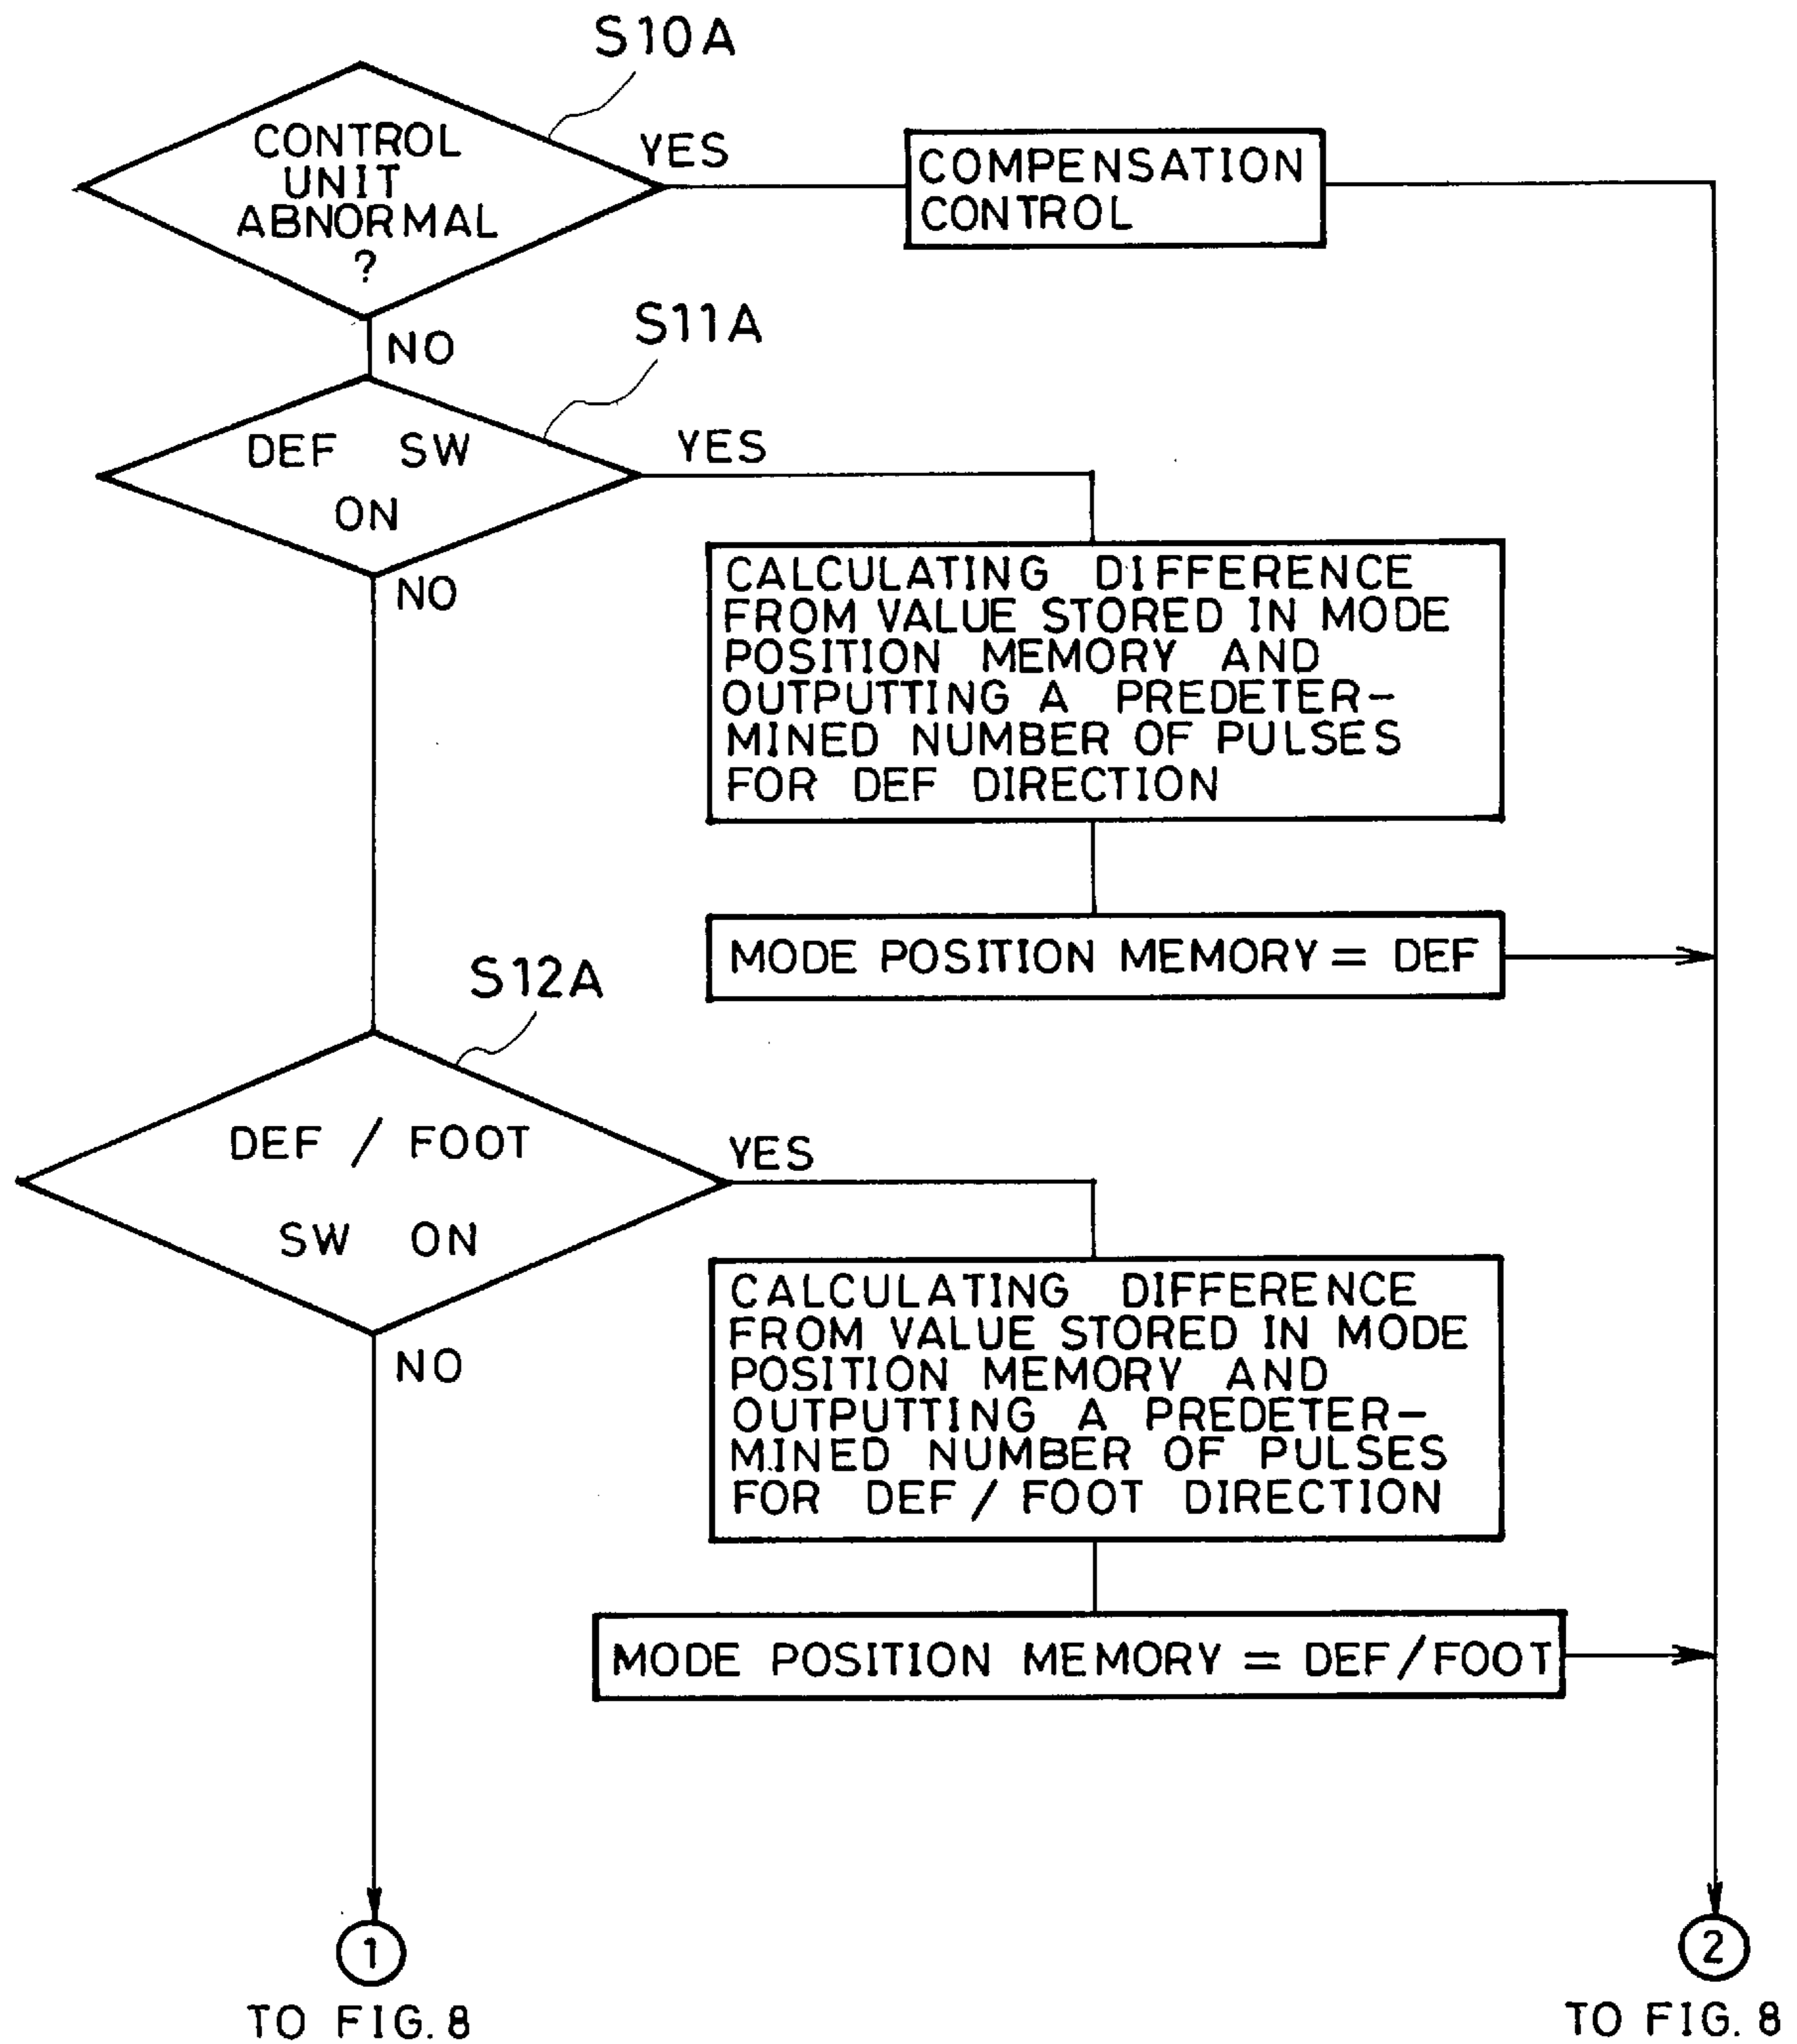 S10A
CONTROL
UNIT
ABNORMAL
?
YES
COMPENSATION
CONTROL
NO
S11A
DEF SW
ON
YES
NO
CALCULATING DIFFERENCE
FROM VALUE STORED IN MODE
POSITION MEMORY AND
OUTPUTTING A PREDETER-
MINED NUMBER OF PULSES
FOR DEF DIRECTION
MODE POSITION MEMORY = DEF
S12A
DEF / FOOT
SW ON
YES
NO
CALCULATING DIFFERENCE
FROM VALUE STORED IN MODE
POSITION MEMORY AND
OUTPUTTING A PREDETER-
MINED NUMBER OF PULSES
FOR DEF / FOOT DIRECTION
MODE POSITION MEMORY = DEF/FOOT
1
TO FIG. 8
2
TO FIG. 8